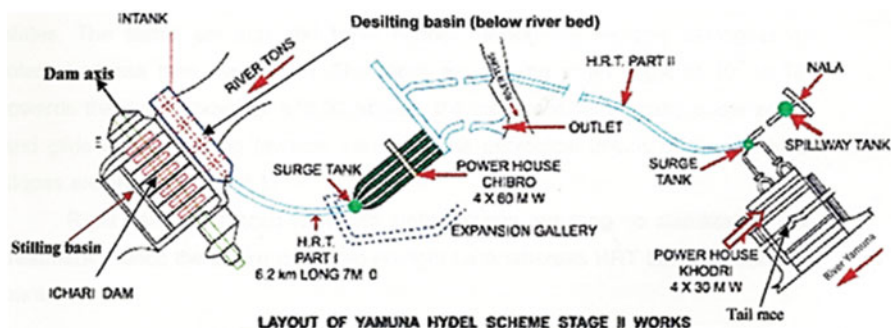 INTANK
Dam axis
RIVER TONS
Desilting basin (below river bed)
H.R.T. PART II
NALA
OUTLET
SPILLWAY TANK
SURGE TANK
SURGE
TANK
POWER HOUSE
CHIBRO
4 X 60 M W
EXPANSION GALLERY
Stilling basin
H.R.T.
PART I
6.2 km LONG 7M 0
ICHARI DAM
POWER HOUSE
KHODRI
4 X 30 M W
River Yamuna
Tail race
LAYOUT OF YAMUNA HYDEL SCHEME STAGE II WORKS